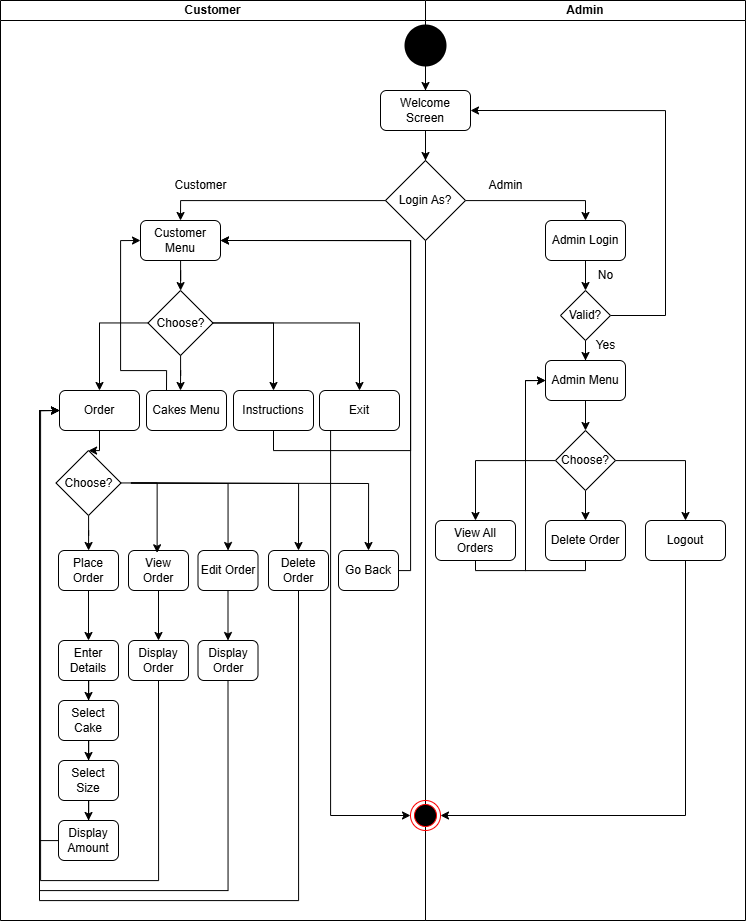 Customer
Admin
Welcome
Screen
Login As?
Customer
Admin
Customer
Menu
Admin Login
No
Valid?
Yes
Choose?
Admin Menu
Order
Cakes Menu
Instructions
Exit
Choose?
Choose?
View All
Orders
Delete Order
Logout
Place
Order
View
Order
Edit Order
Delete
Order
Go Back
Enter
Details
Display
Order
Display
Order
Select
Cake
Select
Size
Display
Amount